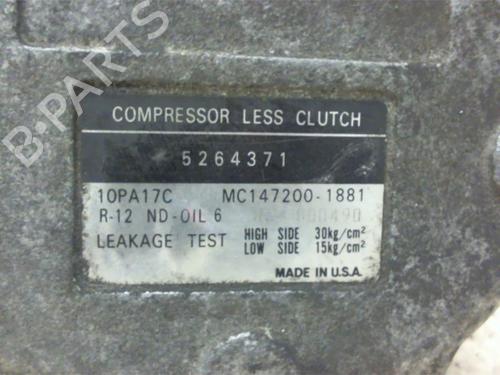 B-PARTS
COMPRESSOR LESS CLUTCH
5264371
10PA17C MC147200-1881
R-12 ND-OIL 6
LEAKAGE TEST HIGH SIDE 30kg/cm²
LOW SIDE 15kg/cm²
MADE IN U.S.A.